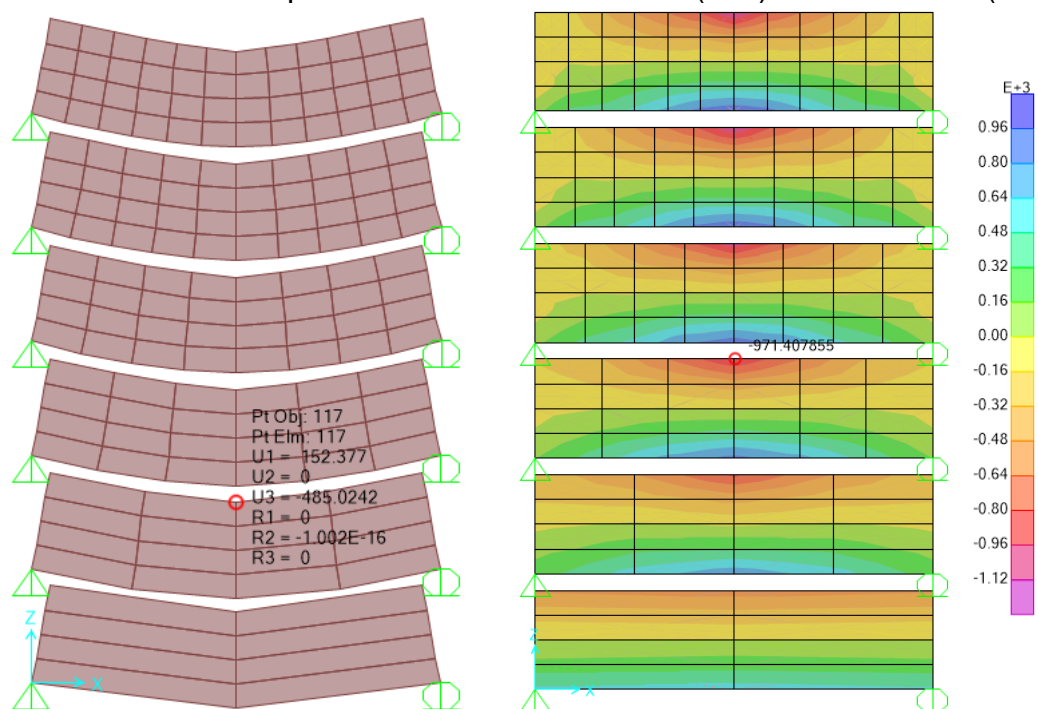 E+3
0.96
0.80
0.64
0.48
0.32
0.16
0.00
-0.16
-0.32
-0.48
-0.64
-0.80
-0.96
-1.12
-971.407855
Pt Obj: 117
Pt Elm: 117
U1 = 152.377
U2 = 0
U3 = -485.0242
R1 = 0
R2 = -1.002E-16
R3 = 0
Z
X
Z
X